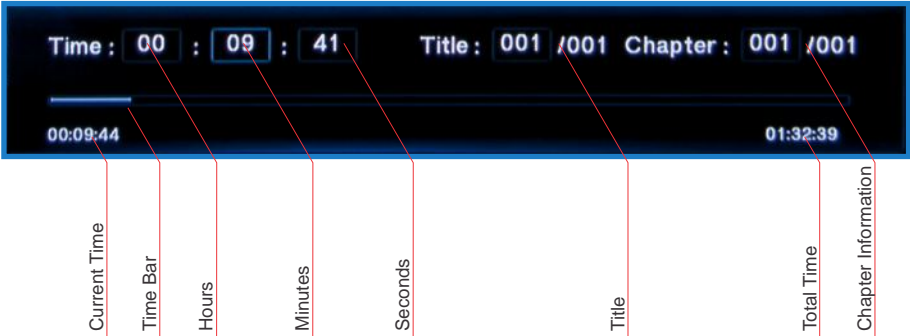 Time : 00 : 09 : 41 Title : 001 /001 Chapter : 001 /001
00:09:44 01:32:39
Current Time
Time Bar
Hours
Minutes
Seconds
Title
Total Time
Chapter Information